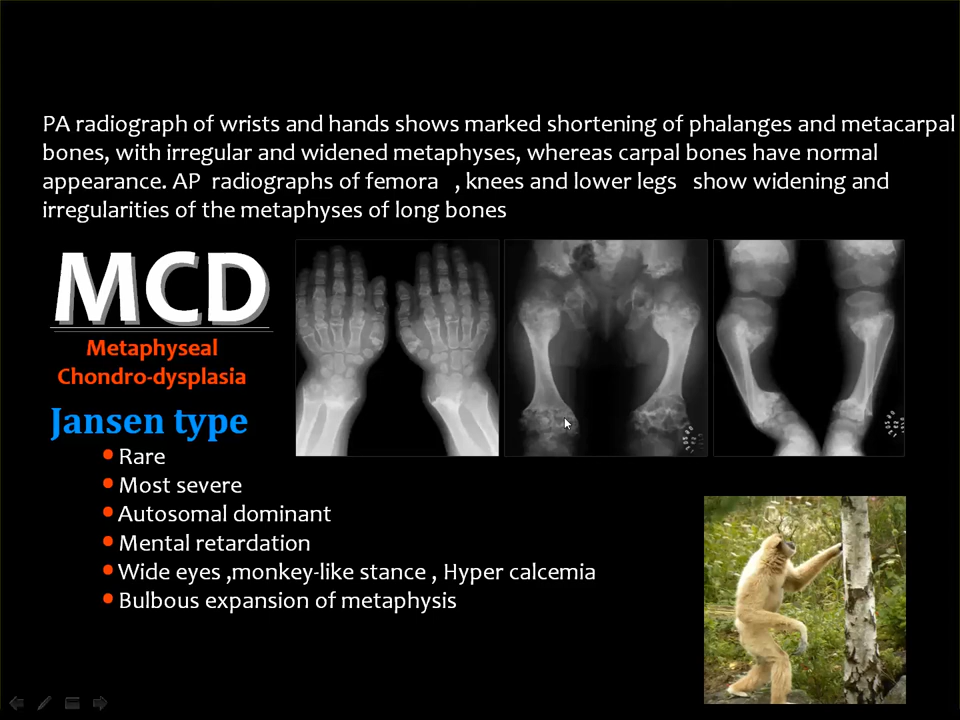 PA radiograph of wrists and hands shows marked shortening of phalanges and metacarpal
bones, with irregular and widened metaphyses, whereas carpal bones have normal
appearance. AP radiographs of femora , knees and lower legs show widening and
irregularities of the metaphyses of long bones
MCD
Metaphyseal
Chondro-dysplasia
Jansen type
• Rare
• Most severe
• Autosomal dominant
• Mental retardation
• Wide eyes ,monkey-like stance , Hyper calcemia
• Bulbous expansion of metaphysis